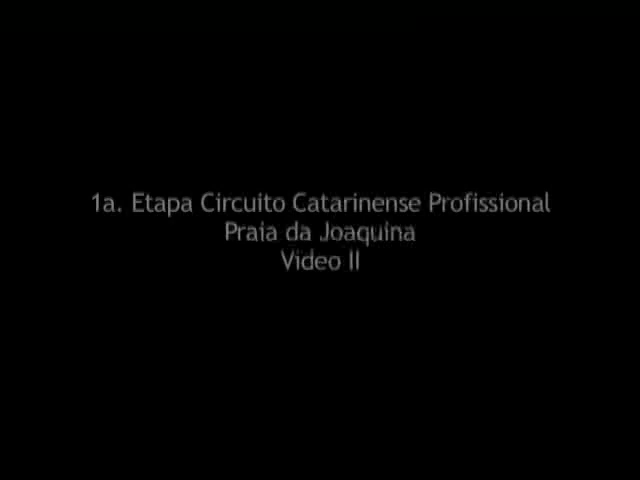 1a. Etapa Circuito Catarinense Profissional
Praia da Joaquina
Video II